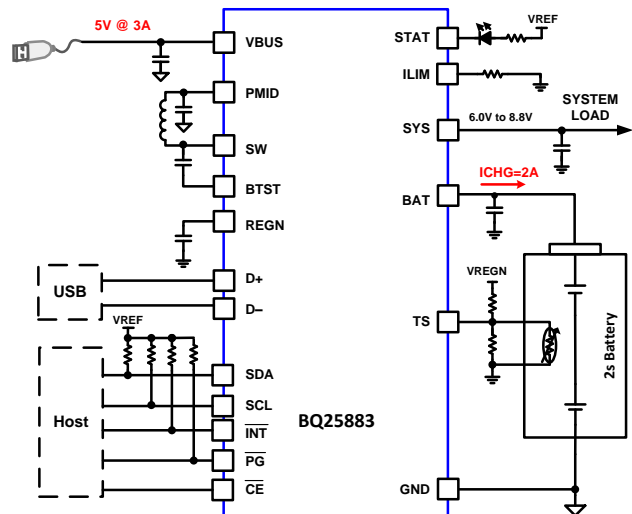 5V @ 3A
VBUS
PMID
SW
BTST
REGN
USB
D+
D–
VREF
Host
SDA
SCL
INT
PG
CE
BQ25883
STAT
VREF
ILIM
SYS
6.0V to 8.8V
SYSTEM
LOAD
ICHG=2A
BAT
VREGN
TS
2s Battery
GND